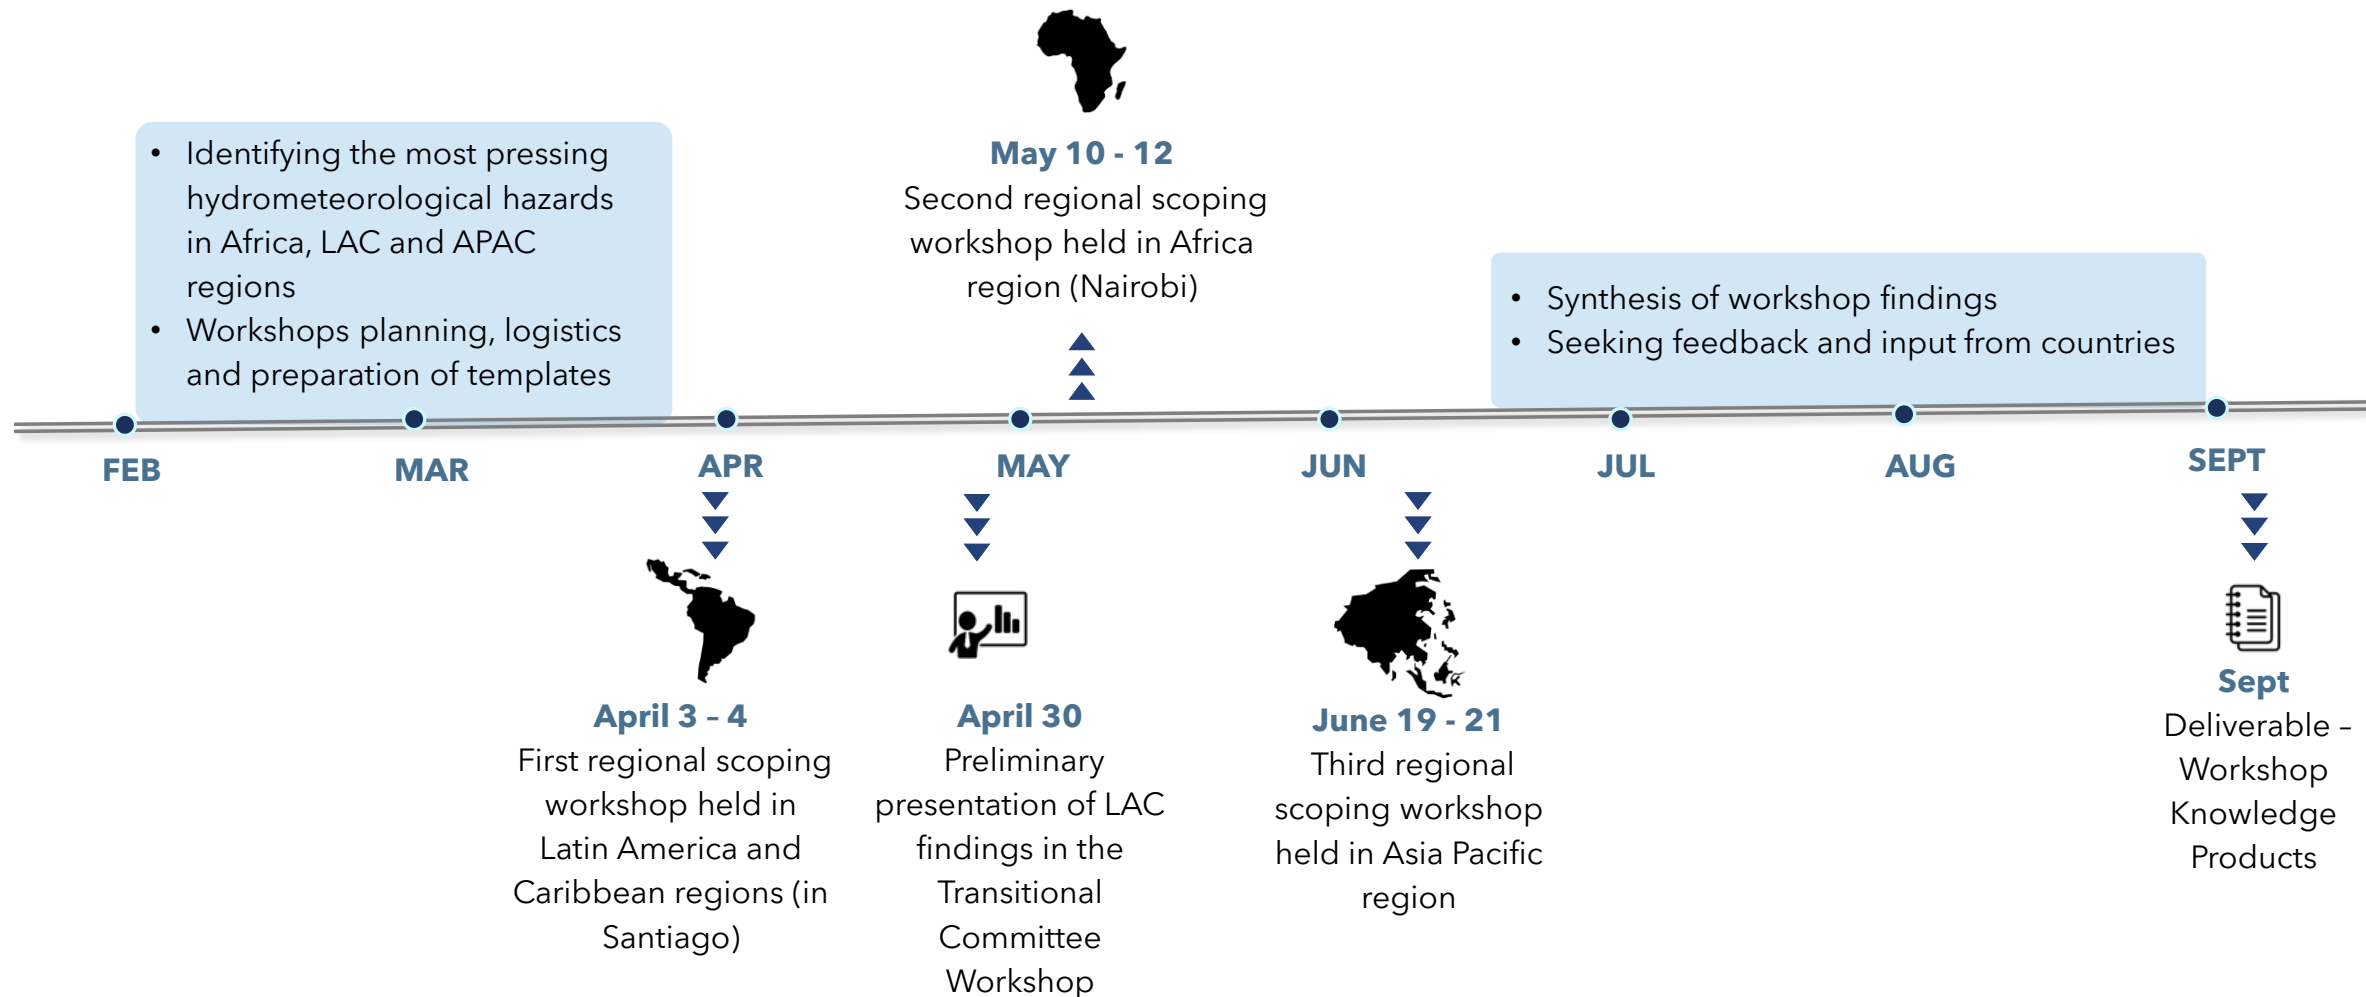 • Identifying the most pressing
hydrometeorological hazards
in Africa, LAC and APAC
regions
• Workshops planning, logistics
and preparation of templates
May 10 - 12
Second regional scoping
workshop held in Africa
region (Nairobi)
• Synthesis of workshop findings
• Seeking feedback and input from countries
FEB
MAR
APR
MAY
JUN
JUL
AUG
SEPT
April 3 – 4
First regional scoping
workshop held in
Latin America and
Caribbean regions (in
Santiago)
April 30
Preliminary
presentation of LAC
findings in the
Transitional
Committee
Workshop
June 19 - 21
Third regional
scoping workshop
held in Asia Pacific
region
Sept
Deliverable –
Workshop
Knowledge
Products